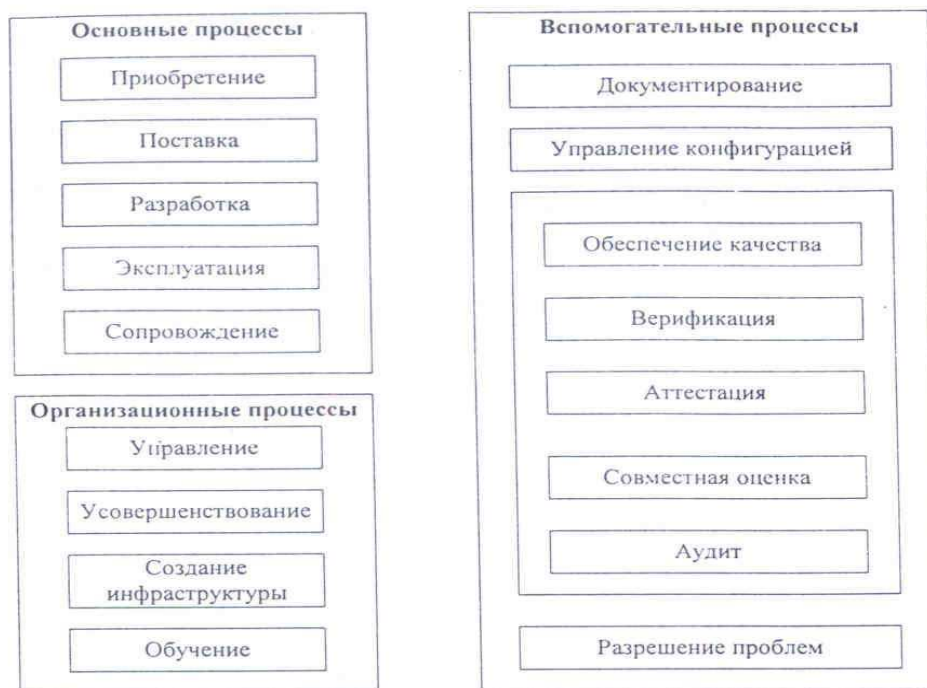 Основные процессы
Приобретение
Поставка
Разработка
Эксплуатация
Сопровождение
Организационные процессы
Управление
Усовершенствование
Создание
инфраструктуры
Обучение
Вспомогательные процессы
Документирование
Управление конфигурацией
Обеспечение качества
Верификация
Аттестация
Совместная оценка
Аудит
Разрешение проблем